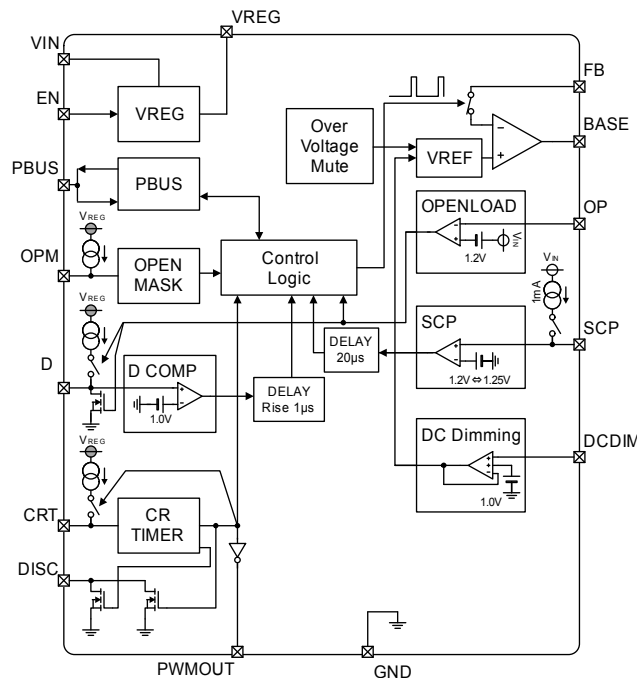 VREG
VIN
EN
VREG
FB
BASE
Over
Voltage
Mute
VREF
PBUS
PBUS
OPENLOAD
OP
VREG
VIN
1.2V
OPM
OPEN
MASK
Control
Logic
VIN
1mA
VREG
DELAY
20μs
SCP
SCP
1.2V⇔1.25V
D
D COMP
1.0V
DELAY
Rise 1μs
DC Dimming
DCDIM
1.0V
VREG
CRT
CR
TIMER
DISC
PWMOUT
GND